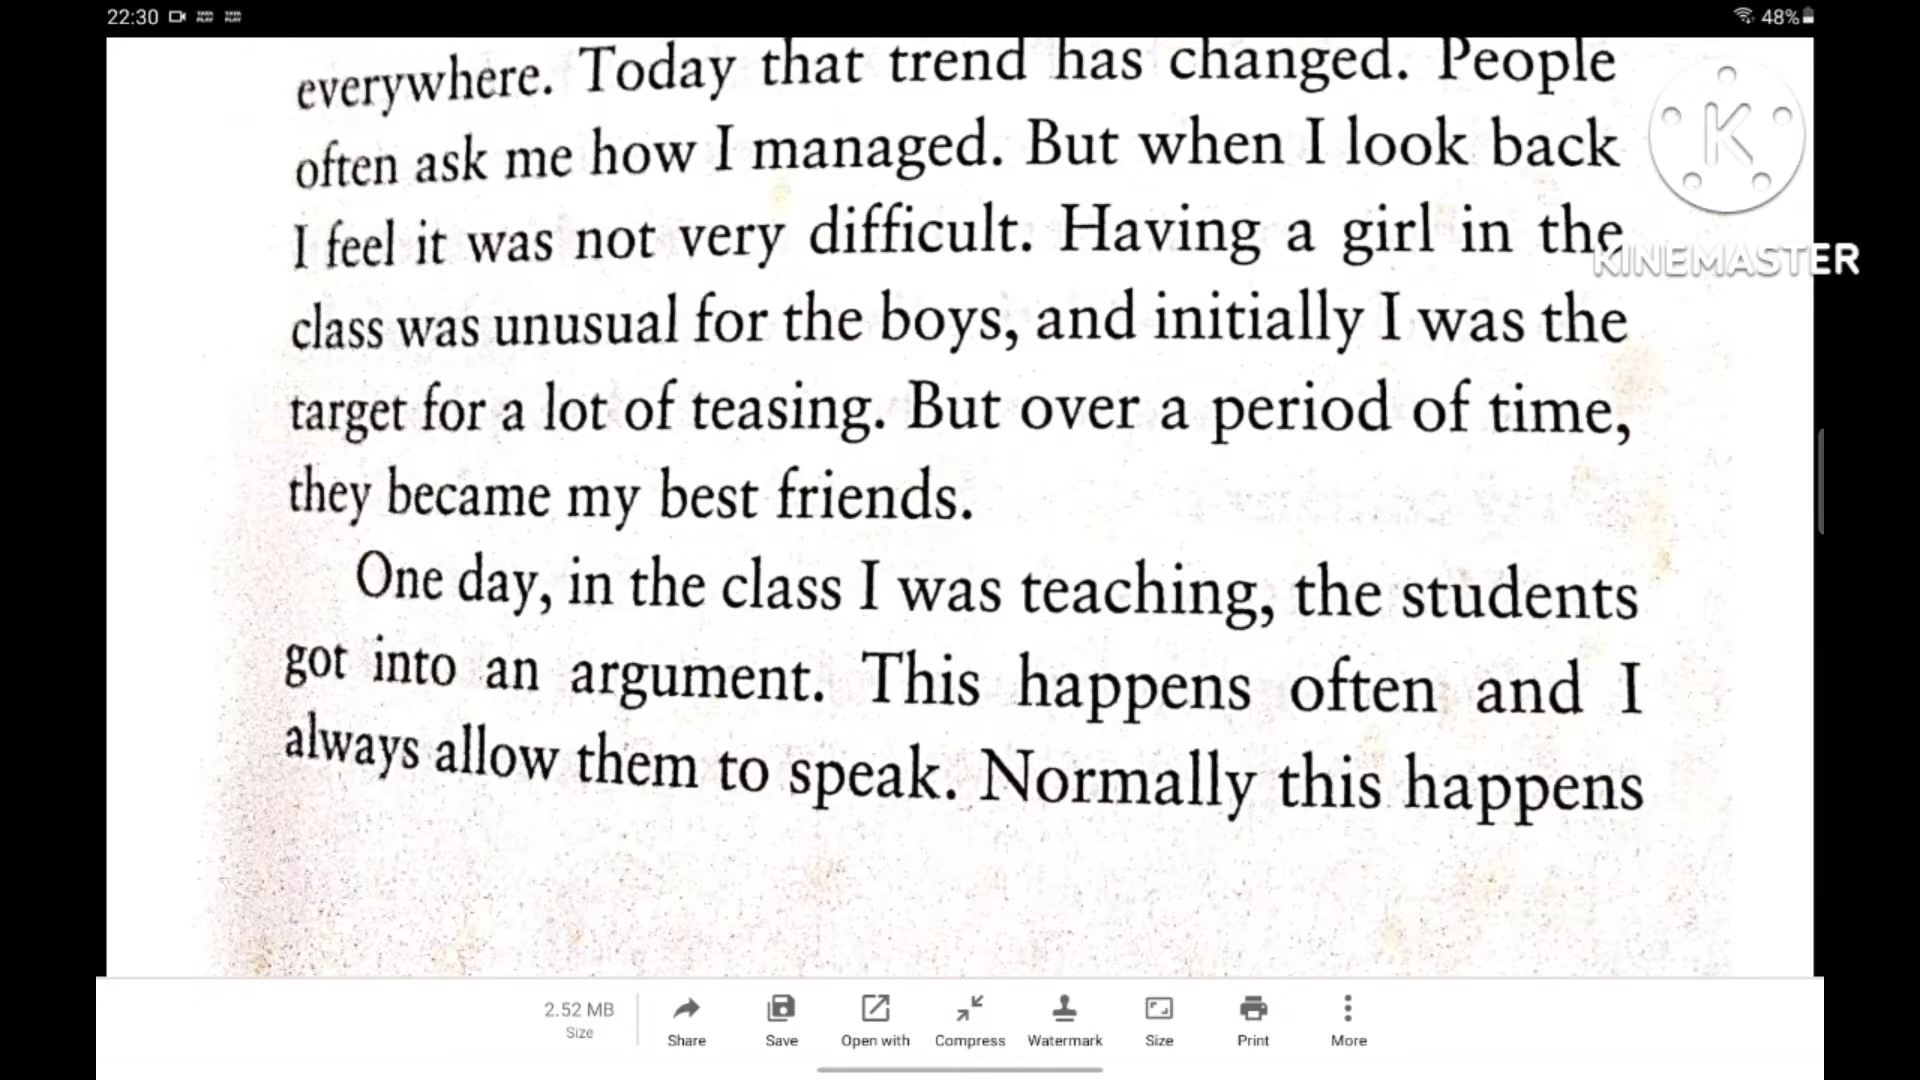 22:30
48%
everywhere. Today that trend has changed. People
often ask me how I managed. But when I look back
I feel it was not very difficult. Having a girl in the
KINEMASTER
class was unusual for the boys, and initially I was the
target for a lot of teasing. But over a period of time,
they became my best friends.
One day, in the class I was teaching, the students
got into an argument. This happens often and I
always allow them to speak. Normally this happens
2.52 MB
Size
Share
Save
Open with
Compress
Watermark
Size
Print
More